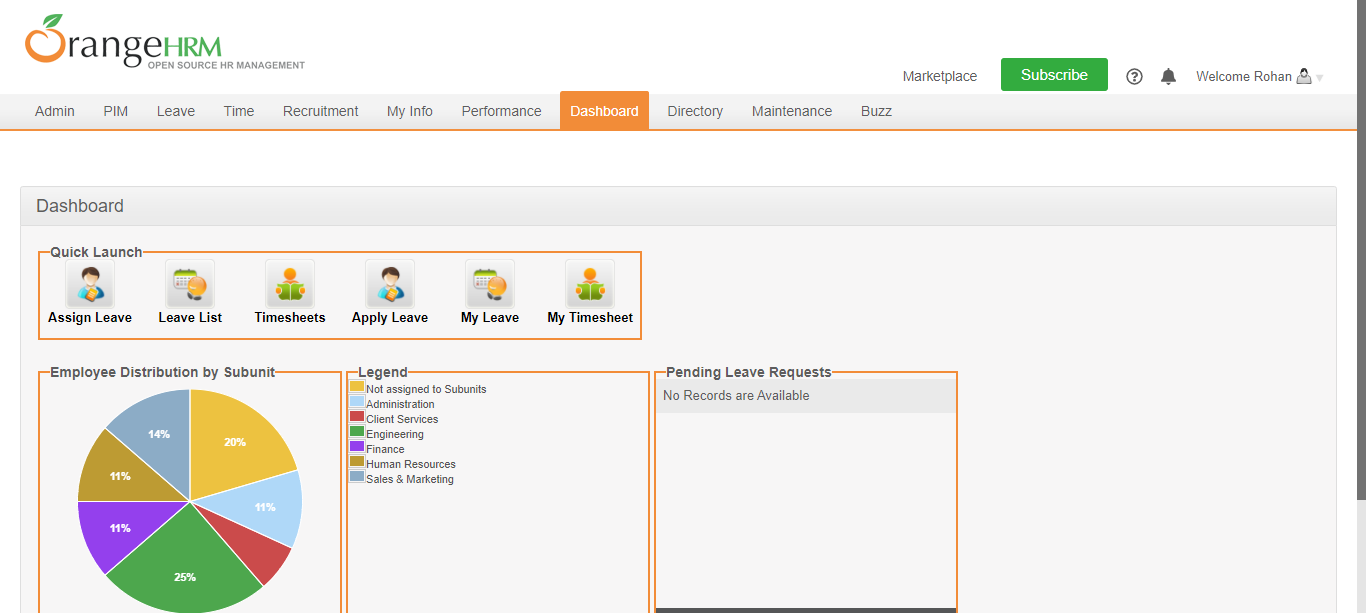 OrangeHRM
OPEN SOURCE HR MANAGEMENT
Marketplace Subscribe ? Welcome Rohan
Admin PIM Leave Time Recruitment My Info Performance Dashboard Directory Maintenance Buzz
Dashboard
Quick Launch
Assign Leave Leave List Timesheets Apply Leave My Leave My Timesheet
Employee Distribution by Subunit
14%
20%
11%
11%
11%
25%
Legend
Not assigned to Subunits
Administration
Client Services
Engineering
Finance
Human Resources
Sales & Marketing
Pending Leave Requests
No Records are Available